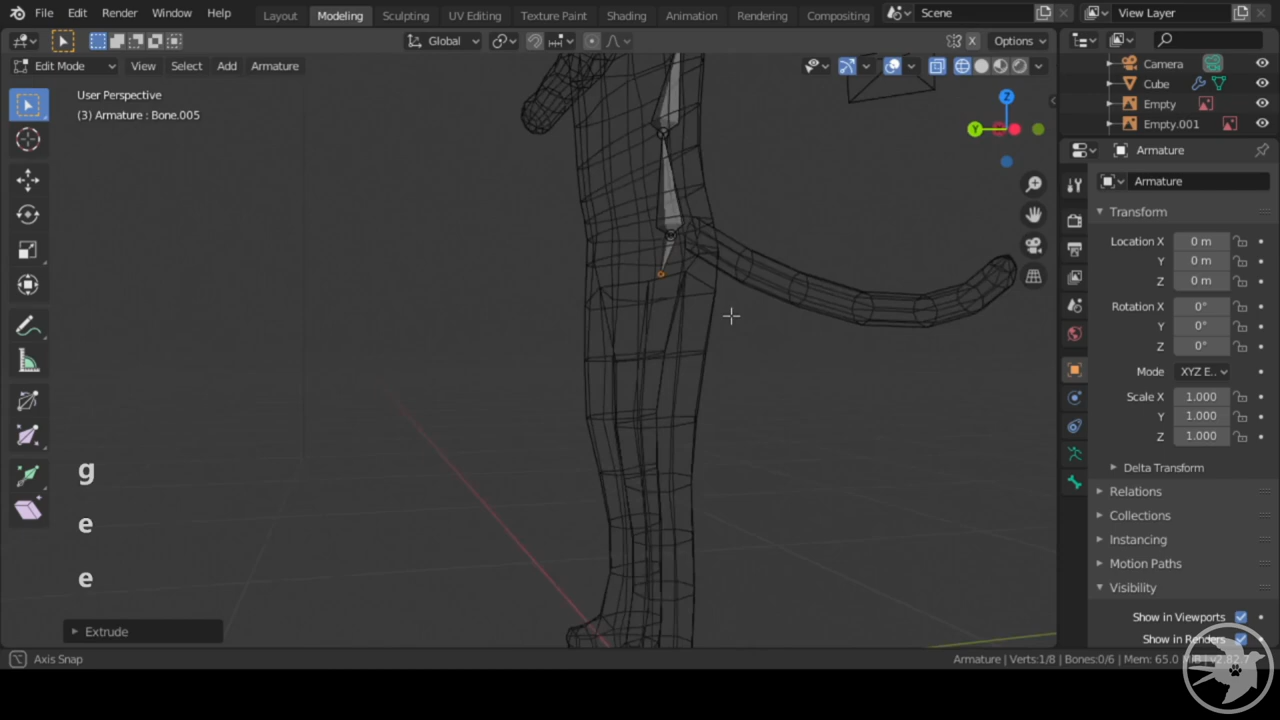 File Edit Render Window Help Layout Modeling Sculpting UV Editing Texture Paint Shading Animation Rendering Compositing Scene View Layer
Global Options
Edit Mode View Select Add Armature
User Perspective
(3) Armature : Bone.005
Camera
Cube
Empty
Empty.001
Z
Y
Armature
Armature
Transform
Location X 0 m
Y 0 m
Z 0 m
Rotation X 0°
Y 0°
Z 0°
Mode XYZ E..
Scale X 1.000
Y 1.000
Z 1.000
Delta Transform
Relations
Collections
Instancing
Motion Paths
Visibility
Show in Viewports
Show in Renders
g
e
e
Extrude
Axis Snap
Armature | Verts:1/8 | Bones:0/6 | Mem: 65.0 MiB | v2.82.7